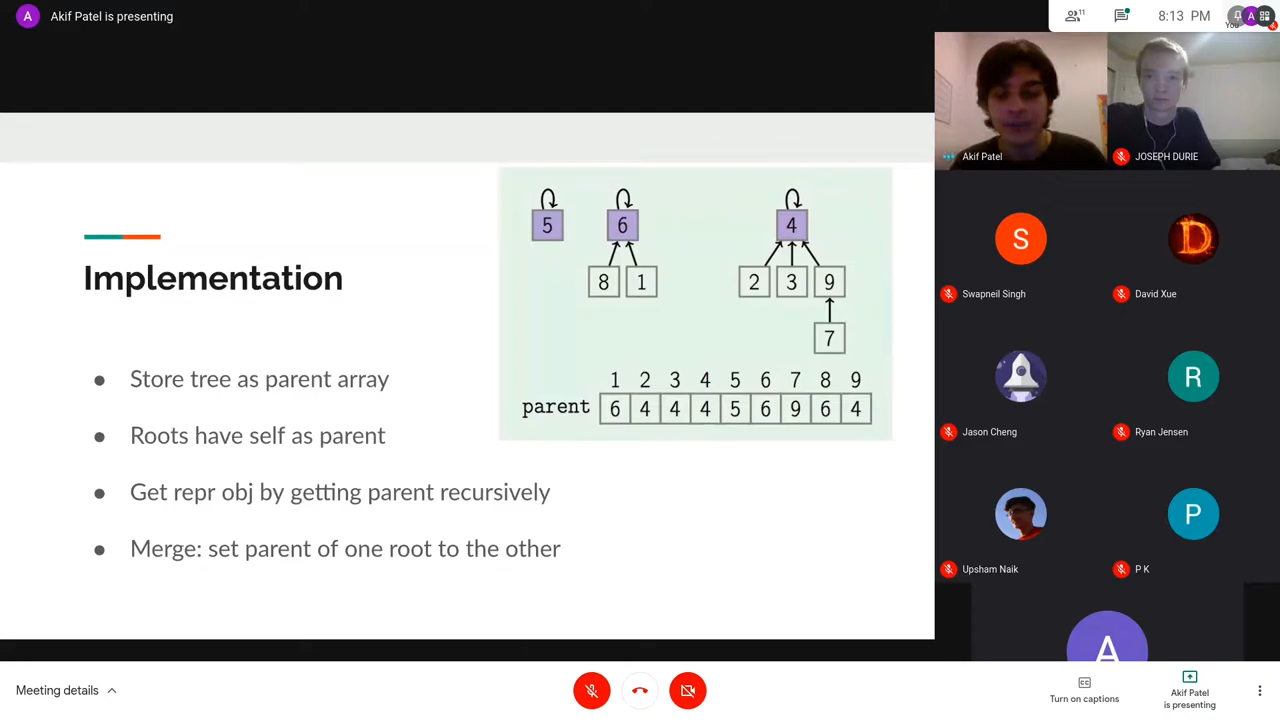 A
Akif Patel is presenting
11
8:13 PM
You
A
Implementation
Store tree as parent array
Roots have self as parent
Get repr obj by getting parent recursively
Merge: set parent of one root to the other
5 6 4
8 1 2 3 9
7
1 2 3 4 5 6 7 8 9
parent 6 4 4 4 5 6 9 6 4
Akif Patel
JOSEPH DURIE
S
Swapneil Singh
David Xue
Jason Cheng
R
Ryan Jensen
Upsham Naik
P
P K
A
Meeting details
CC
Turn on captions
Akif Patel
is presenting